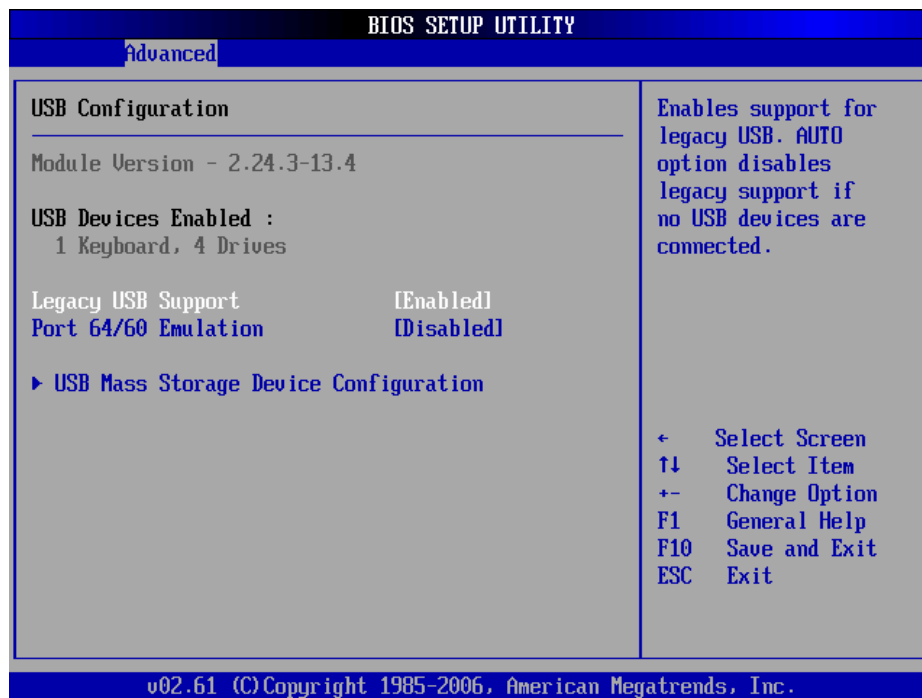 BIOS SETUP UTILITY
Advanced
USB Configuration
Module Version - 2.24.3-13.4
USB Devices Enabled :
1 Keyboard, 4 Drives
Legacy USB Support [Enabled]
Port 64/60 Emulation [Disabled]
▶ USB Mass Storage Device Configuration
Enables support for
legacy USB. AUTO
option disables
legacy support if
no USB devices are
connected.
← Select Screen
↑↓ Select Item
+- Change Option
F1 General Help
F10 Save and Exit
ESC Exit
v02.61 (C)Copyright 1985-2006, American Megatrends, Inc.